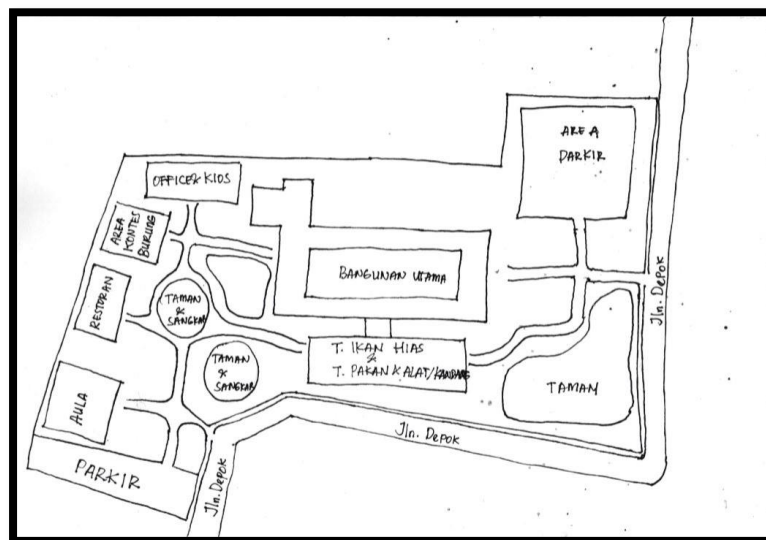 AREA
PARKIR
OFFICE & KIOS
AREA
KONTES
BURUNG
BANGUNAN UTAMA
RESTORAN
TAMAN
&
SANGKAR
Jln. DEPOK
T. IKAN HIAS
&
T. PAKAN & ALAT/KANDANG
TAMAN
&
SANGKAR
TAMAN
AULA
Jln. DEPOK
PARKIR
Jln. DEPOK